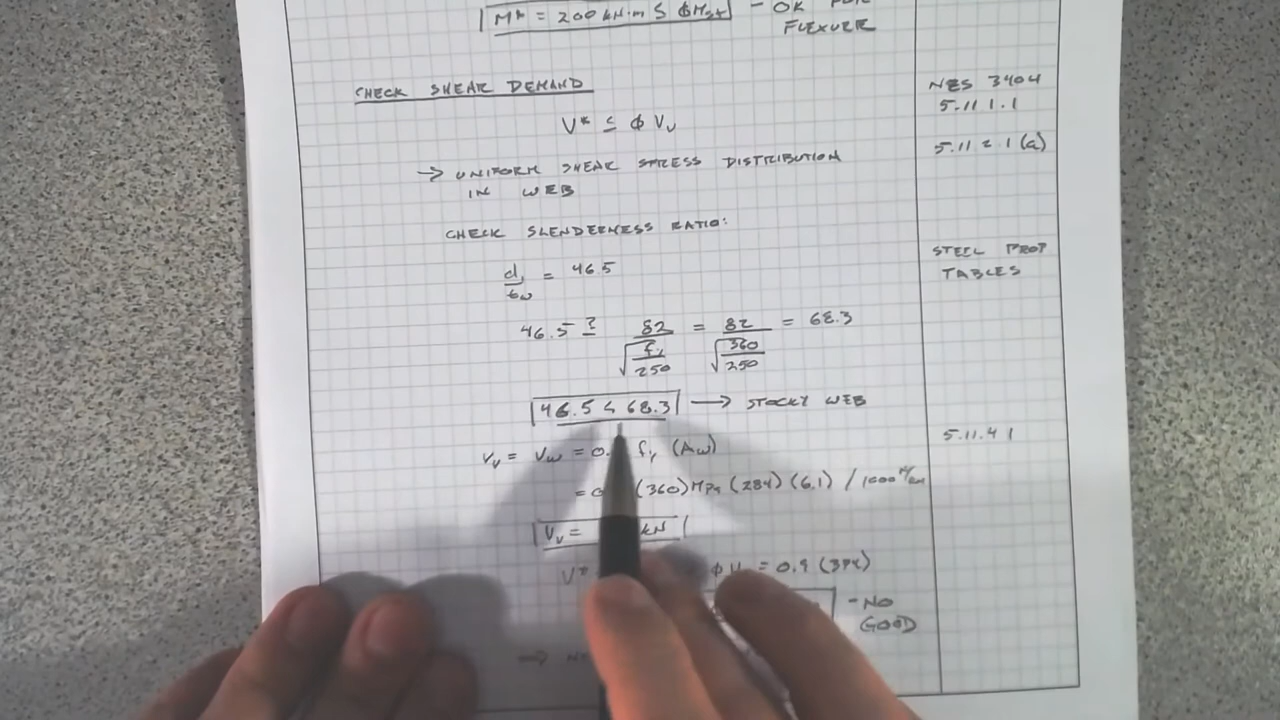 M* = 200 kN·m ≤ ϕMsx - OK FOR
FLEXURE
CHECK SHEAR DEMAND
NZS 3404
5.11.1.1
V* ≤ ϕ Vv
5.11.2.1 (a)
→ UNIFORM SHEAR STRESS DISTRIBUTION
IN WEB
CHECK SLENDERNESS RATIO:
STEEL PROP
TABLES
d1/tw = 46.5
46.5 ? 82/√(fy/250) = 82/√(360/250) = 68.3
46.5 < 68.3 → STOCKY WEB
5.11.4.1
Vv = Vw = fy (Aw)
= (360)MPa (284)(6.1) / 1000 N/kN
Vv = kN
V* = 0.9 (374)
- NO
GOOD
→